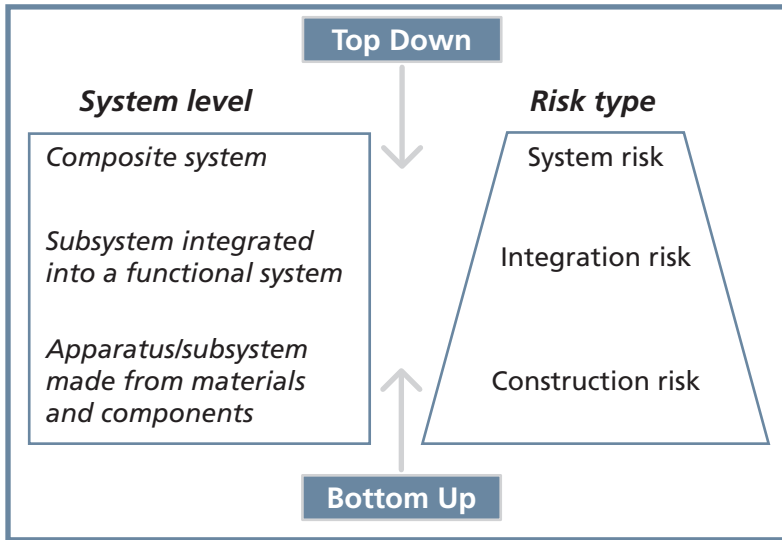 Top Down
System level
Risk type
Composite system
System risk
Subsystem integrated
into a functional system
Integration risk
Apparatus/subsystem
made from materials
and components
Construction risk
Bottom Up